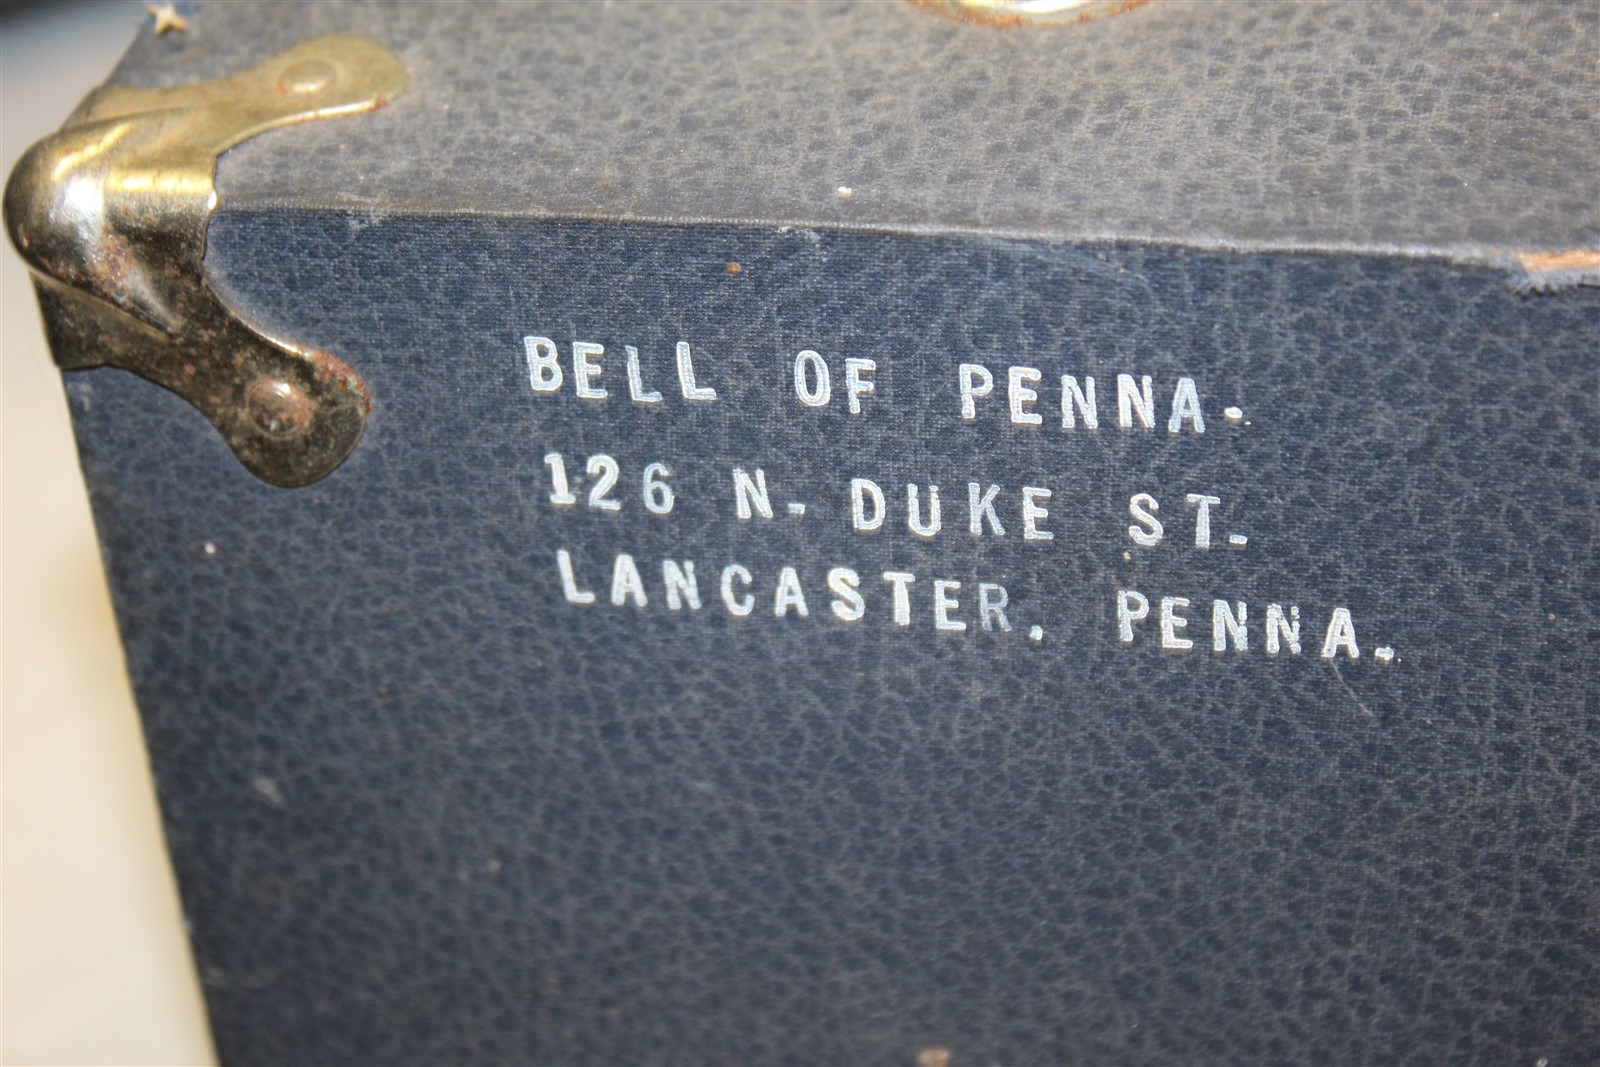 BELL OF PENNA.
126 N. DUKE ST.
LANCASTER, PENNA.